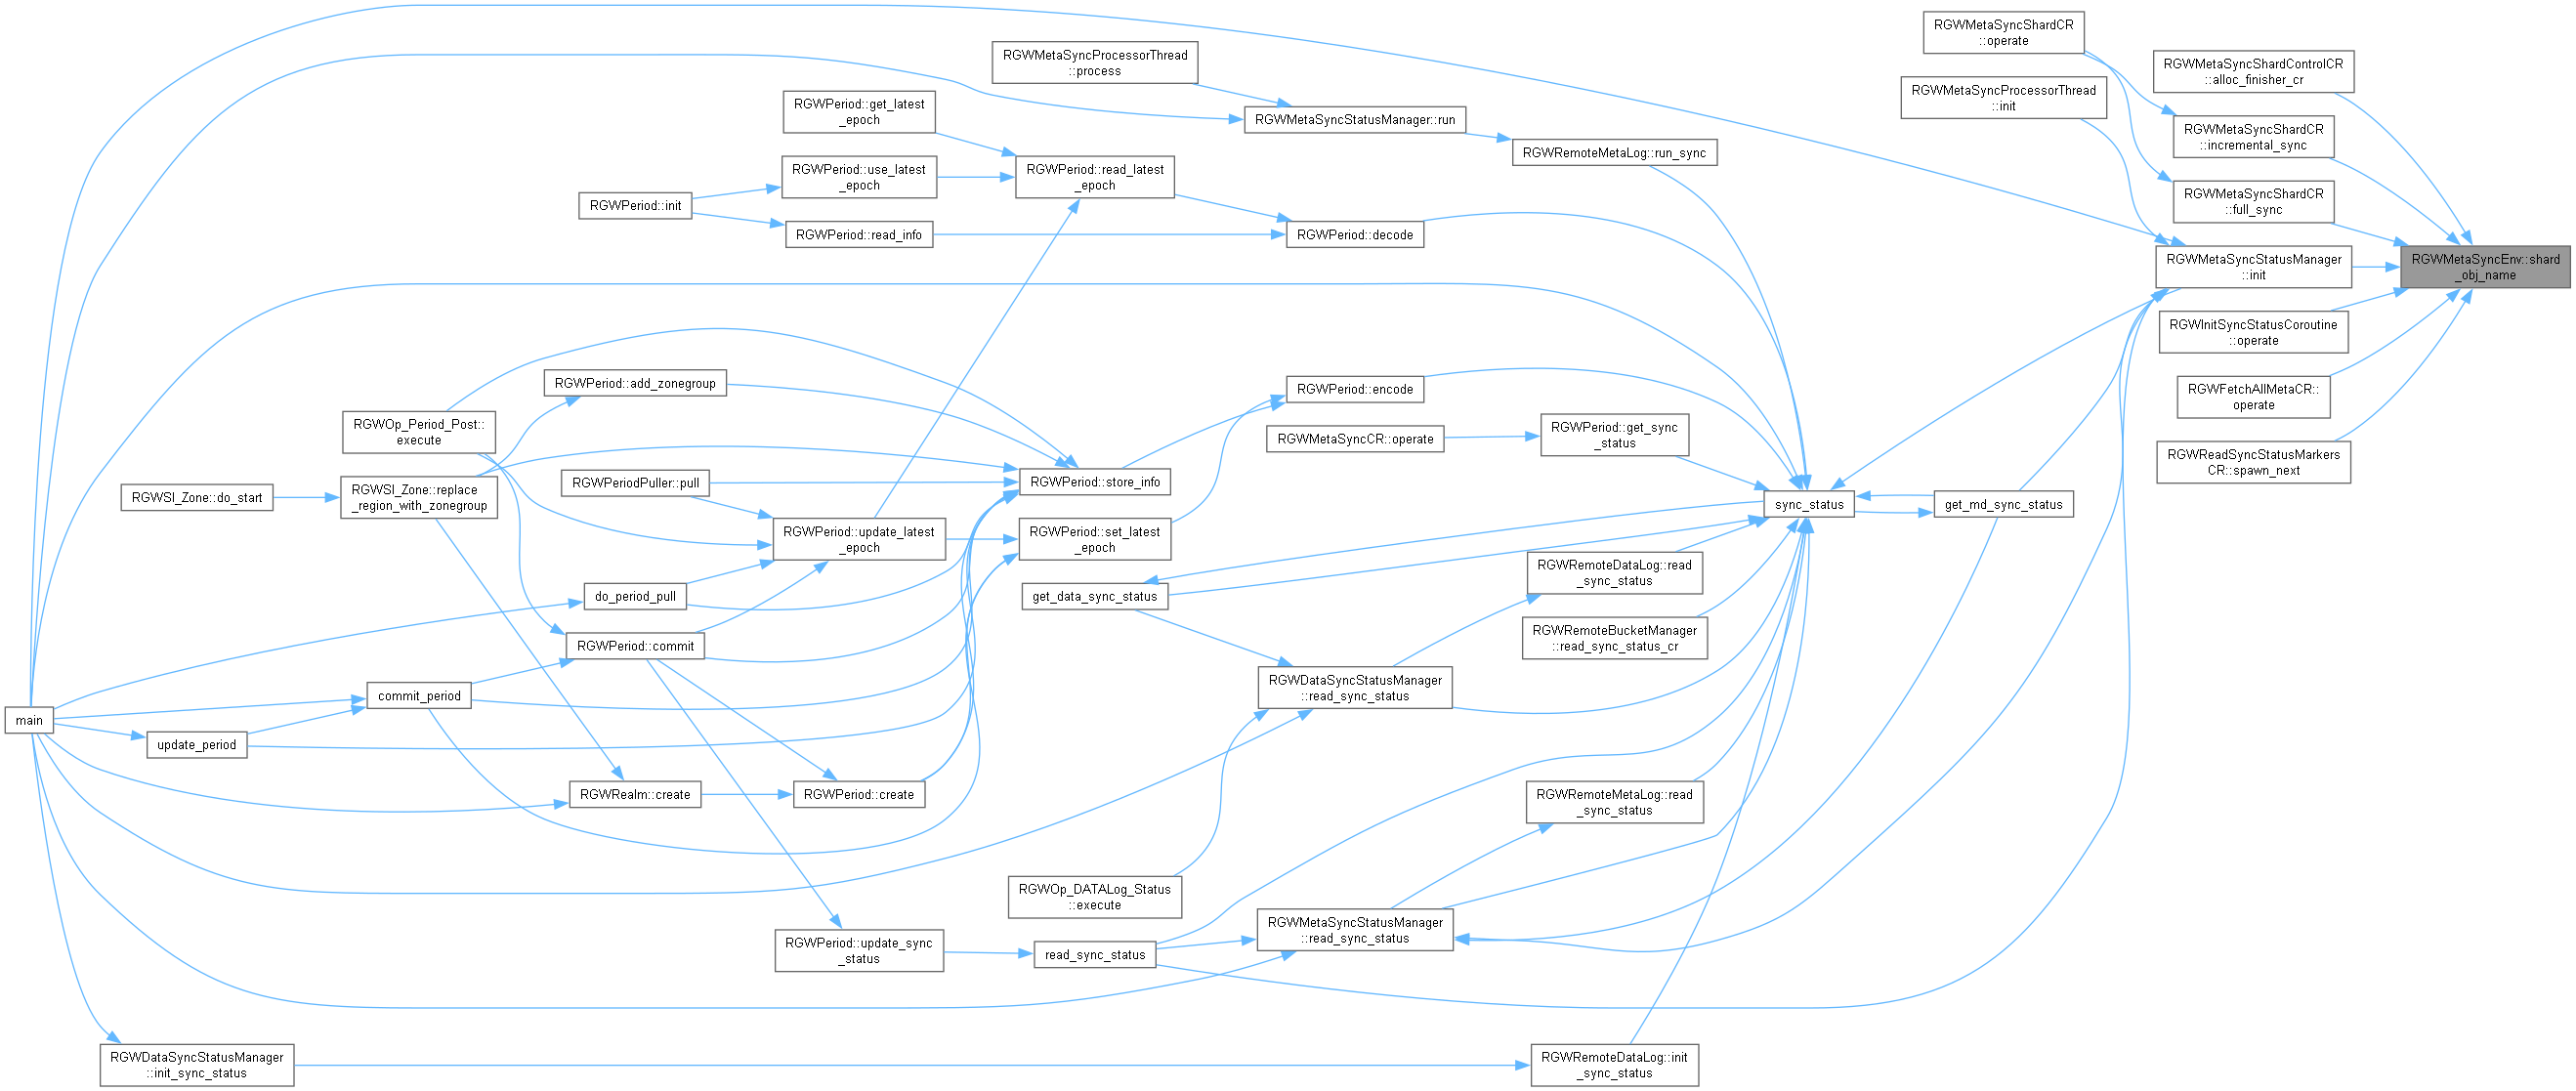 RGWMetaSyncShardCR
::operate
RGWMetaSyncProcessorThread
::process
RGWMetaSyncShardControlCR
::alloc_finisher_cr
RGWMetaSyncProcessorThread
::init
RGWPeriod::get_latest
_epoch
RGWMetaSyncStatusManager::run
RGWMetaSyncShardCR
::incremental_sync
RGWRemoteMetaLog::run_sync
RGWPeriod::use_latest
_epoch
RGWPeriod::read_latest
_epoch
RGWPeriod::init
RGWMetaSyncShardCR
::full_sync
RGWPeriod::read_info
RGWPeriod::decode
RGWMetaSyncStatusManager
::init
RGWMetaSyncEnv::shard
_obj_name
RGWInitSyncStatusCoroutine
::operate
RGWPeriod::add_zonegroup
RGWPeriod::encode
RGWFetchAllMetaCR::
operate
RGWOp_Period_Post::
execute
RGWMetaSyncCR::operate
RGWPeriod::get_sync
_status
RGWReadSyncStatusMarkers
CR::spawn_next
RGWSI_Zone::do_start
RGWSI_Zone::replace
_region_with_zonegroup
RGWPeriodPuller::pull
RGWPeriod::store_info
sync_status
get_md_sync_status
RGWPeriod::update_latest
_epoch
RGWPeriod::set_latest
_epoch
RGWRemoteDataLog::read
_sync_status
do_period_pull
get_data_sync_status
RGWPeriod::commit
RGWRemoteBucketManager
::read_sync_status_cr
commit_period
RGWDataSyncStatusManager
::read_sync_status
main
update_period
RGWRealm::create
RGWPeriod::create
RGWRemoteMetaLog::read
_sync_status
RGWOp_DATALog_Status
::execute
RGWPeriod::update_sync
_status
read_sync_status
RGWMetaSyncStatusManager
::read_sync_status
RGWDataSyncStatusManager
::init_sync_status
RGWRemoteDataLog::init
_sync_status